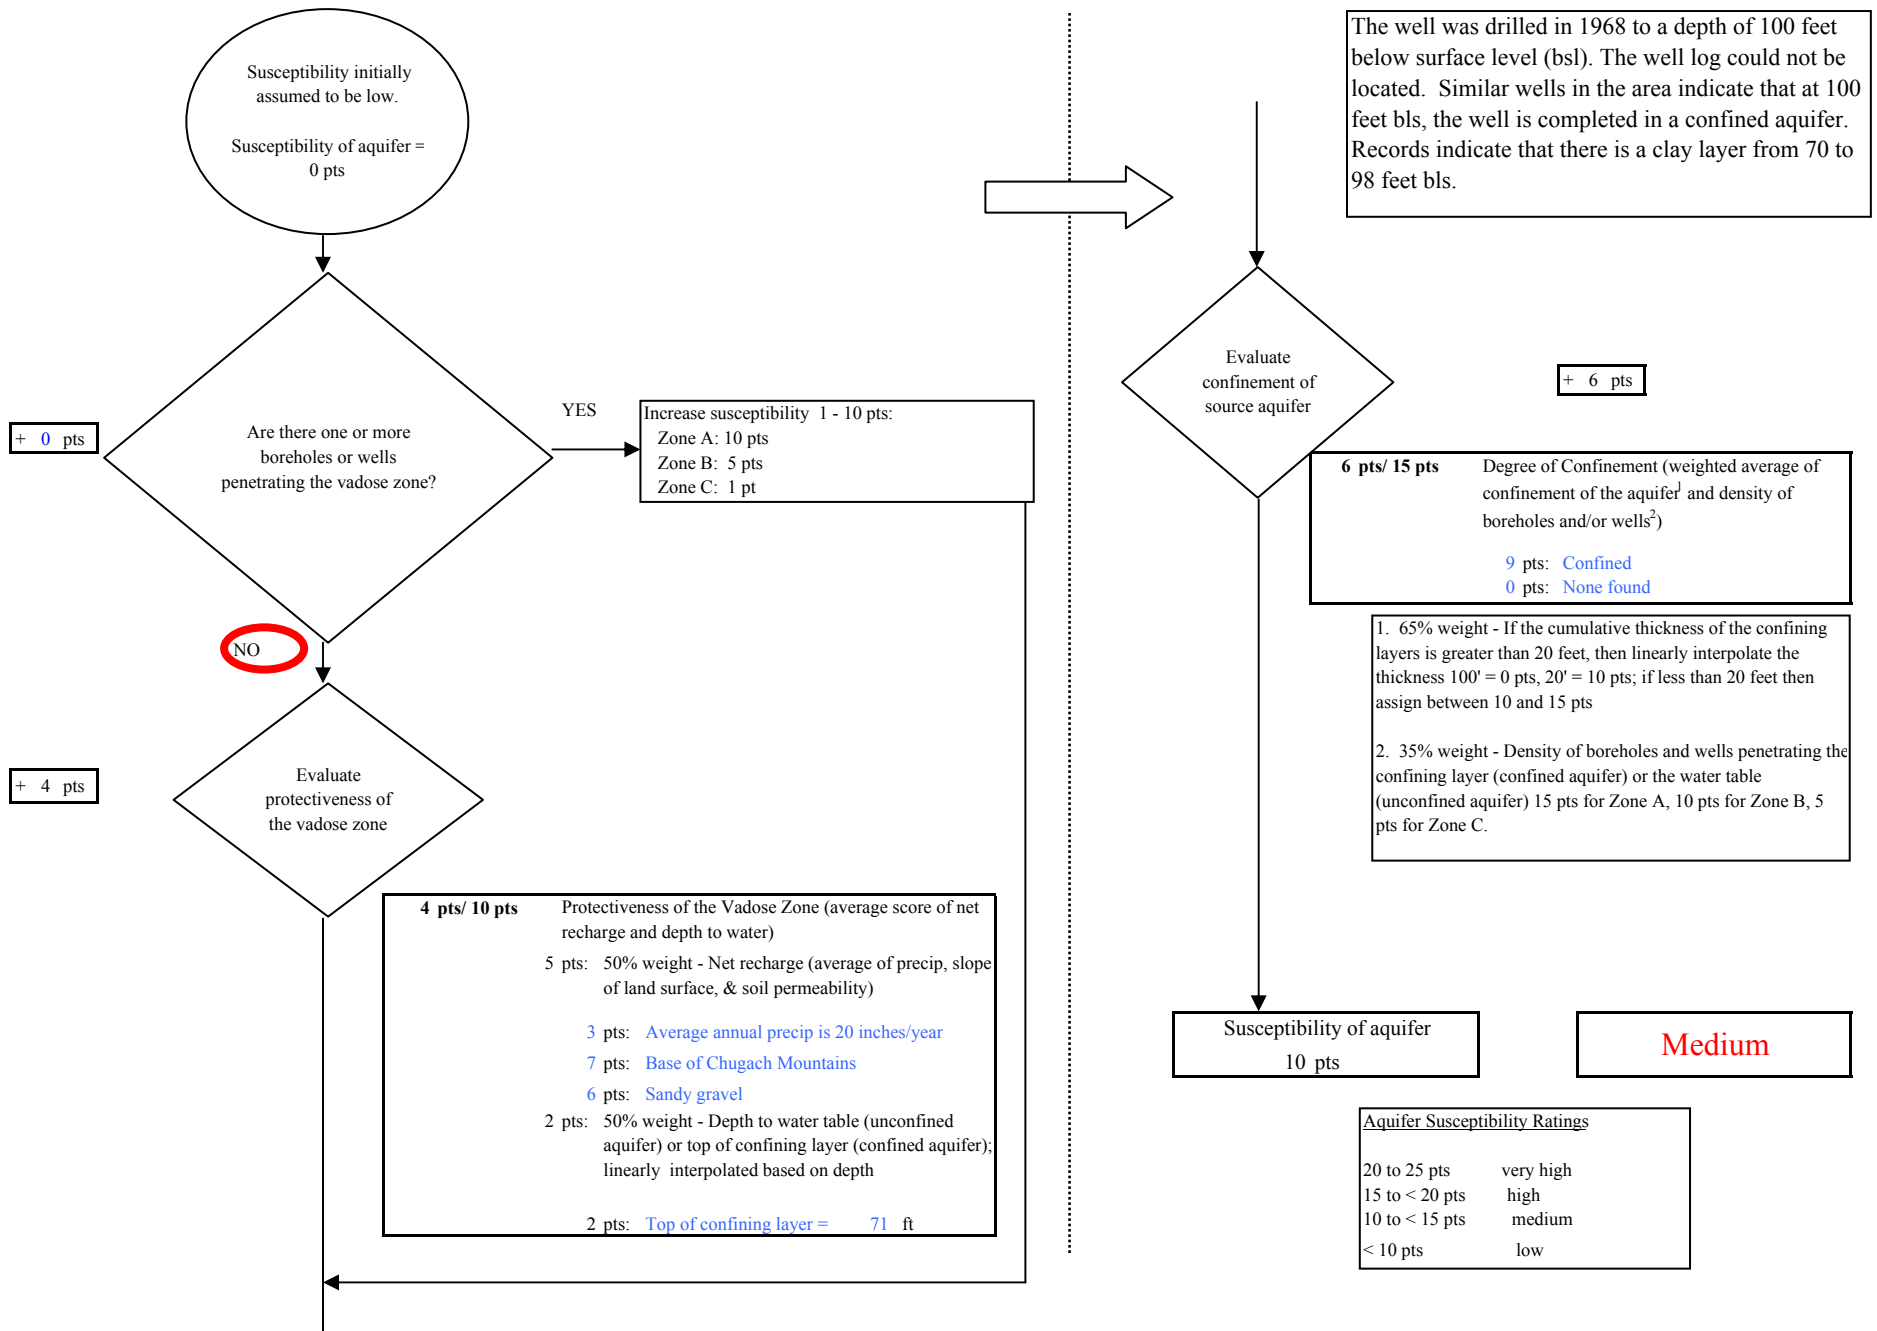 Susceptibility initially
assumed to be low.
Susceptibility of aquifer =
0 pts
+ 0 pts
Are there one or more
boreholes or wells
penetrating the vadose zone?
YES
Increase susceptibility 1 - 10 pts:
Zone A: 10 pts
Zone B: 5 pts
Zone C: 1 pt
NO
+ 4 pts
Evaluate
protectiveness of
the vadose zone
4 pts/ 10 pts
Protectiveness of the Vadose Zone (average score of net
recharge and depth to water)
5 pts: 50% weight - Net recharge (average of precip, slope
of land surface, & soil permeability)
3 pts: Average annual precip is 20 inches/year
7 pts: Base of Chugach Mountains
6 pts: Sandy gravel
2 pts: 50% weight - Depth to water table (unconfined
aquifer) or top of confining layer (confined aquifer);
linearly interpolated based on depth
2 pts: Top of confining layer = 71 ft
The well was drilled in 1968 to a depth of 100 feet
below surface level (bsl). The well log could not be
located. Similar wells in the area indicate that at 100
feet bls, the well is completed in a confined aquifer.
Records indicate that there is a clay layer from 70 to
98 feet bls.
Evaluate
confinement of
source aquifer
+ 6 pts
6 pts/ 15 pts
Degree of Confinement (weighted average of
confinement of the aquifer1 and density of
boreholes and/or wells2)
9 pts: Confined
0 pts: None found
1. 65% weight - If the cumulative thickness of the confining
layers is greater than 20 feet, then linearly interpolate the
thickness 100' = 0 pts, 20' = 10 pts; if less than 20 feet then
assign between 10 and 15 pts
2. 35% weight - Density of boreholes and wells penetrating the
confining layer (confined aquifer) or the water table
(unconfined aquifer) 15 pts for Zone A, 10 pts for Zone B, 5
pts for Zone C.
Susceptibility of aquifer
10 pts
Medium
Aquifer Susceptibility Ratings
20 to 25 pts very high
15 to < 20 pts high
10 to < 15 pts medium
< 10 pts low